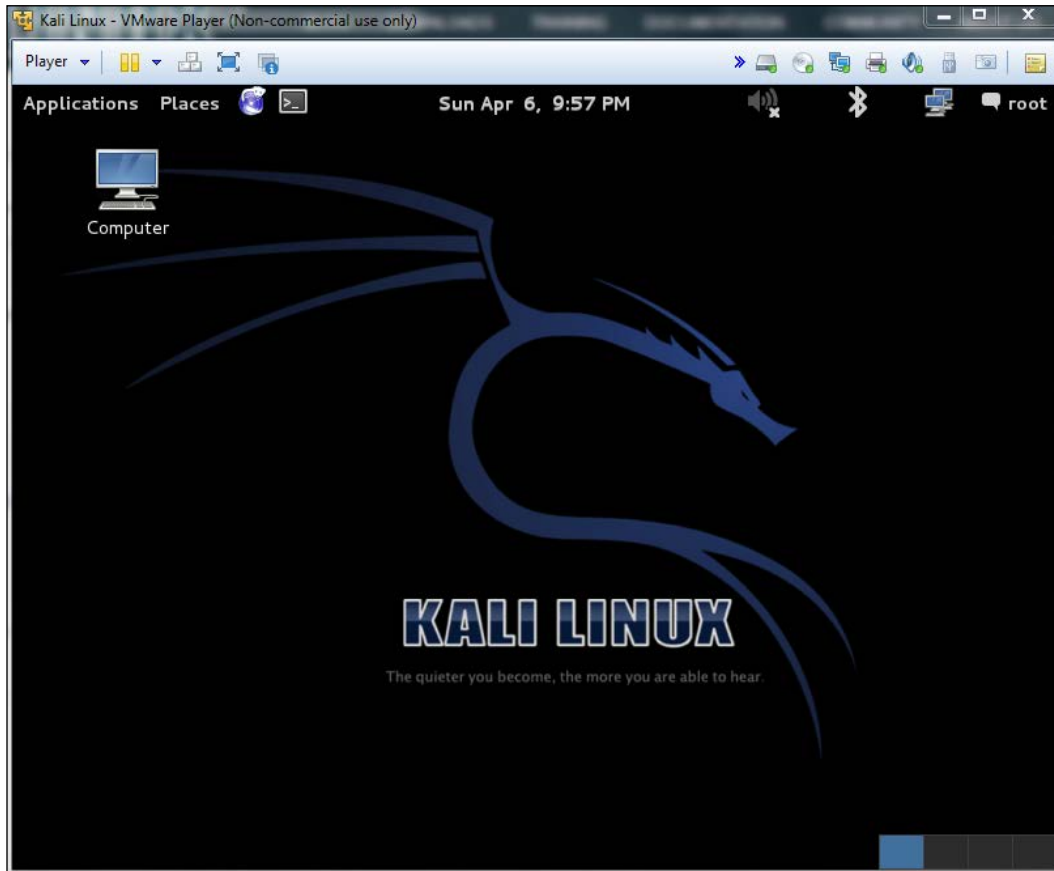 Kali Linux - VMware Player (Non-commercial use only)
Player
Applications Places Sun Apr 6, 9:57 PM root
Computer
KALI LINUX
The quieter you become, the more you are able to hear.